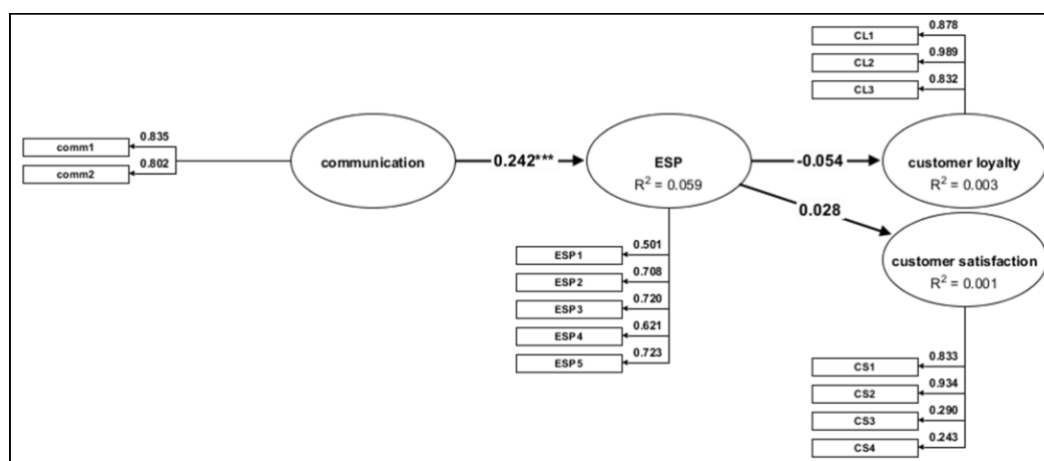 0.878
CL1
0.989
CL2
0.832
CL3
0.835
comm1
0.802
comm2
communication
0.242***
ESP
R² = 0.059
-0.054
customer loyalty
R² = 0.003
0.028
customer satisfaction
R² = 0.001
0.501
ESP1
0.708
ESP2
0.720
ESP3
0.621
ESP4
0.723
ESP5
0.833
CS1
0.934
CS2
0.290
CS3
0.243
CS4